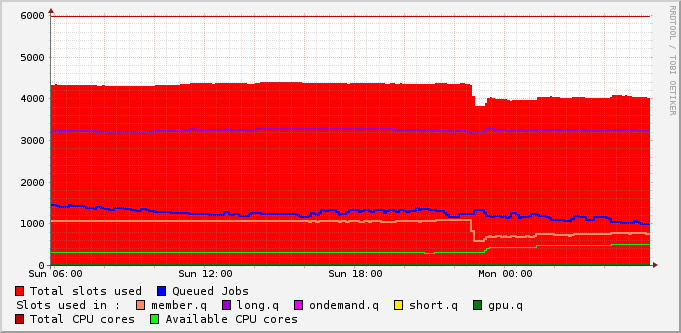 6000
5000
4000
3000
2000
1000
0
Sun 06:00 Sun 12:00 Sun 18:00 Mon 00:00
Total slots used Queued Jobs
Slots used in : member.q long.q ondemand.q short.q gpu.q
Total CPU cores Available CPU cores
RRDTOOL / TOBI OETIKER